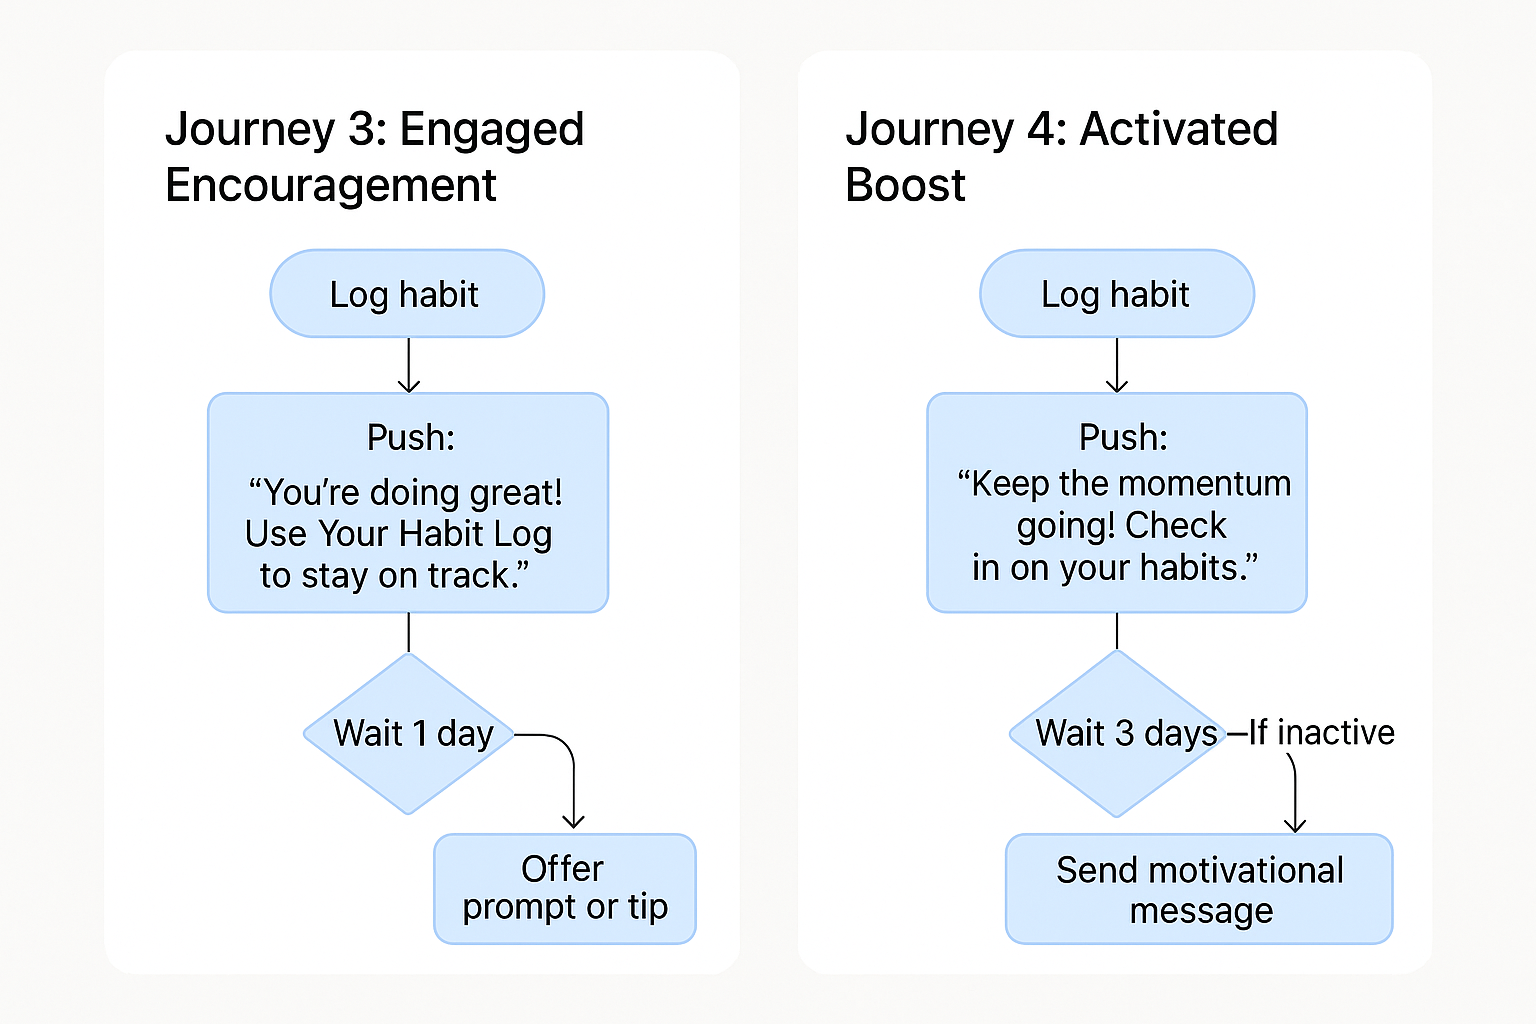 Journey 3: Engaged
Encouragement
Log habit
Push:
“You’re doing great!
Use Your Habit Log
to stay on track.”
Wait 1 day
Offer
prompt or tip
Journey 4: Activated
Boost
Log habit
Push:
“Keep the momentum
going! Check
in on your habits.”
Wait 3 days
If inactive
Send motivational
message